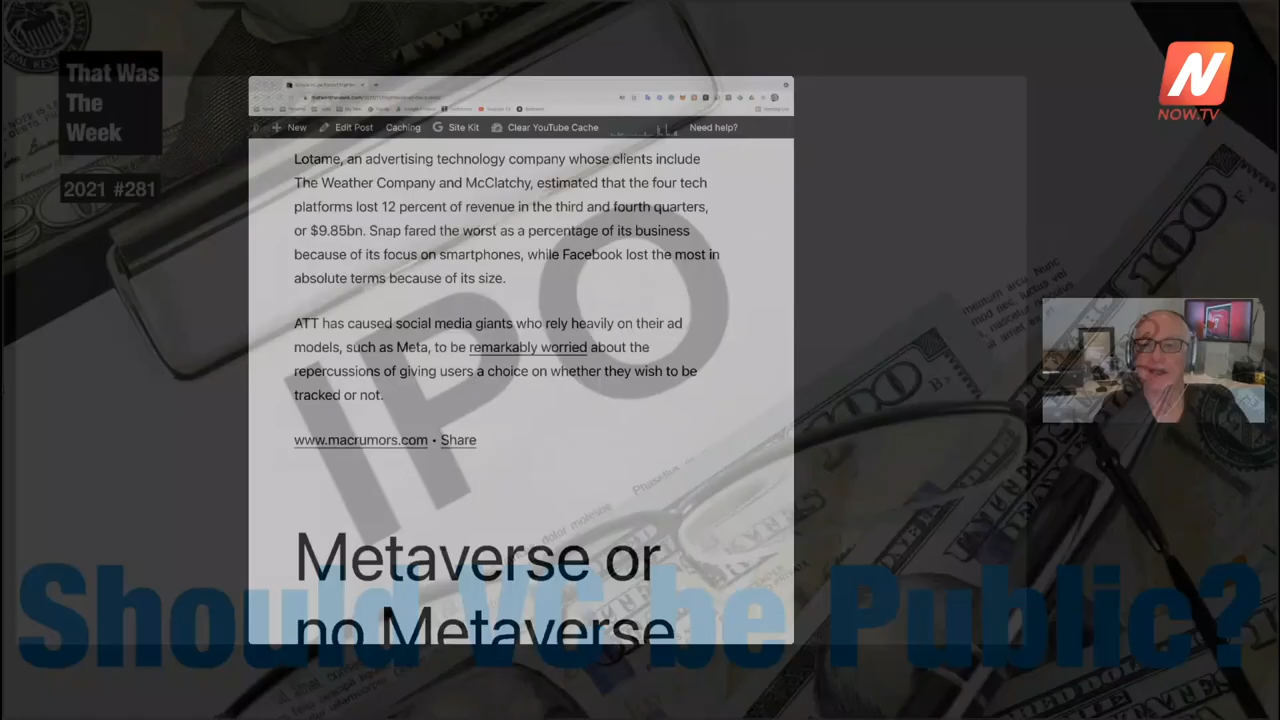 That Was
The
Week
2021 #281
N
NOW.TV
New
Edit Post
Caching
Site Kit
Clear YouTube Cache
Need help?
Lotame, an advertising technology company whose clients include
The Weather Company and McClatchy, estimated that the four tech
platforms lost 12 percent of revenue in the third and fourth quarters,
or $9.85bn. Snap fared the worst as a percentage of its business
because of its focus on smartphones, while Facebook lost the most in
absolute terms because of its size.
ATT has caused social media giants who rely heavily on their ad
models, such as Meta, to be remarkably worried about the
repercussions of giving users a choice on whether they wish to be
tracked or not.
www.macrumors.com • Share
IPO
Metaverse or
no Metaverse
Should VC be Public?